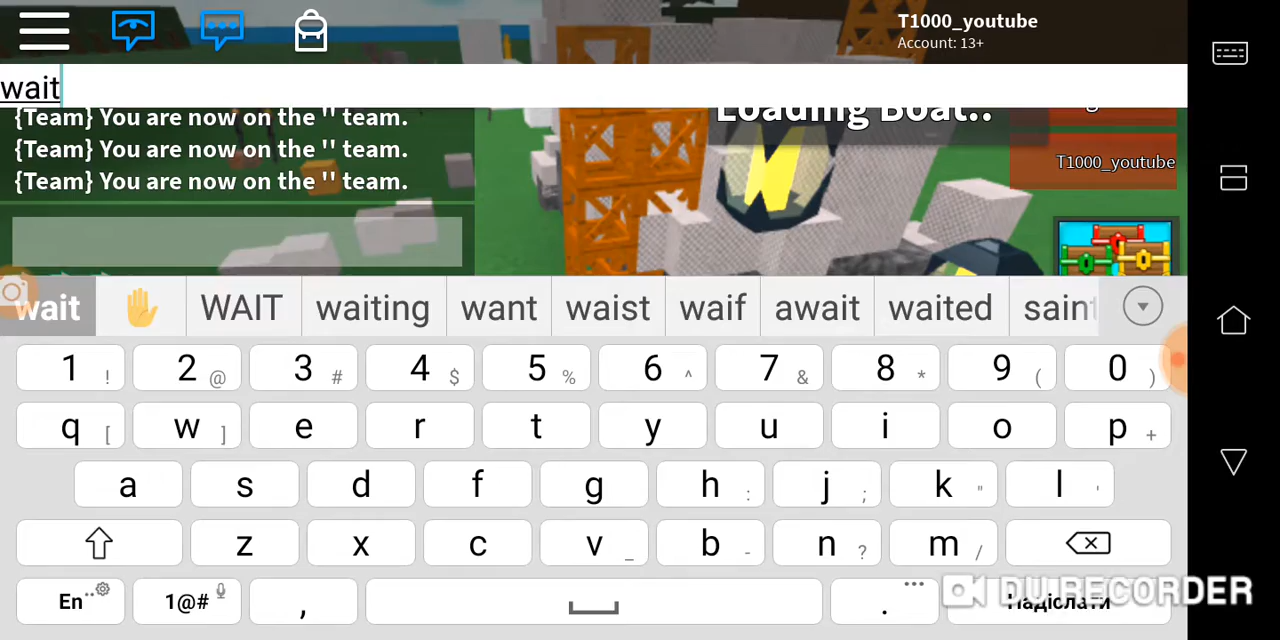 T1000_youtube
Account: 13+
wait
{Team} You are now on the '' team.
{Team} You are now on the '' team.
{Team} You are now on the '' team.
Loading Boat..
T1000_youtube
wait WAIT waiting want waist waif await waited saint
1 ! 2 @ 3 # 4 $ 5 % 6 ^ 7 & 8 * 9 ( 0 )
q [ w ] e r t y u i o p +
a s d f g h : j ; k " l '
z x c v _ b - n ? m /
En 1@# , . ... Надіслати
DU RECORDER